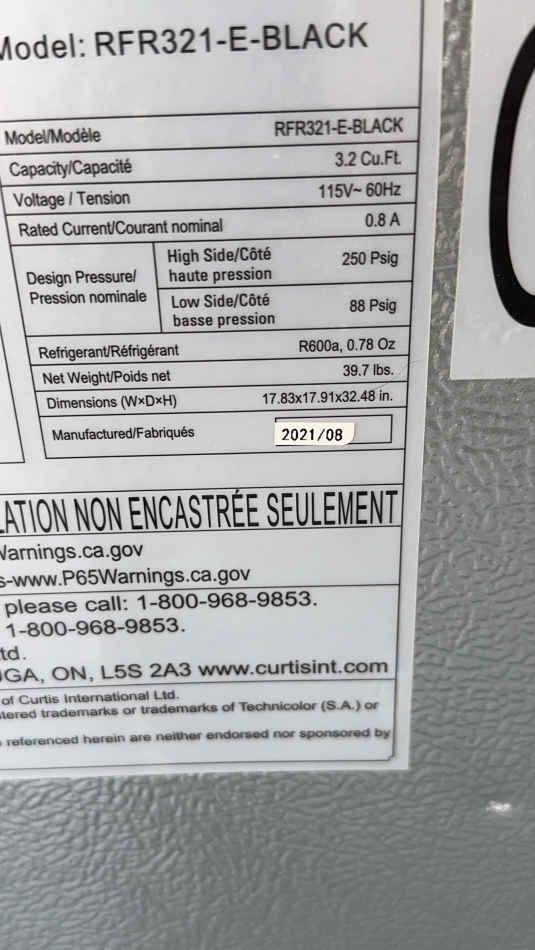 Model: RFR321-E-BLACK
Model/Modèle RFR321-E-BLACK
Capacity/Capacité 3.2 Cu.Ft.
Voltage / Tension 115V~ 60Hz
Rated Current/Courant nominal 0.8 A
Design Pressure/
Pression nominale
High Side/Côté
haute pression
250 Psig
Low Side/Côté
basse pression
88 Psig
Refrigerant/Réfrigérant R600a, 0.78 Oz
Net Weight/Poids net 39.7 lbs.
Dimensions (W×D×H) 17.83x17.91x32.48 in.
Manufactured/Fabriqués 2021/08
LATION NON ENCASTRÉE SEULEMENT
Warnings.ca.gov
s-www.P65Warnings.ca.gov
please call: 1-800-968-9853.
1-800-968-9853.
td.
UGA, ON, L5S 2A3 www.curtisint.com
of Curtis International Ltd.
tered trademarks or trademarks of Technicolor (S.A.) or
referenced herein are neither endorsed nor sponsored by